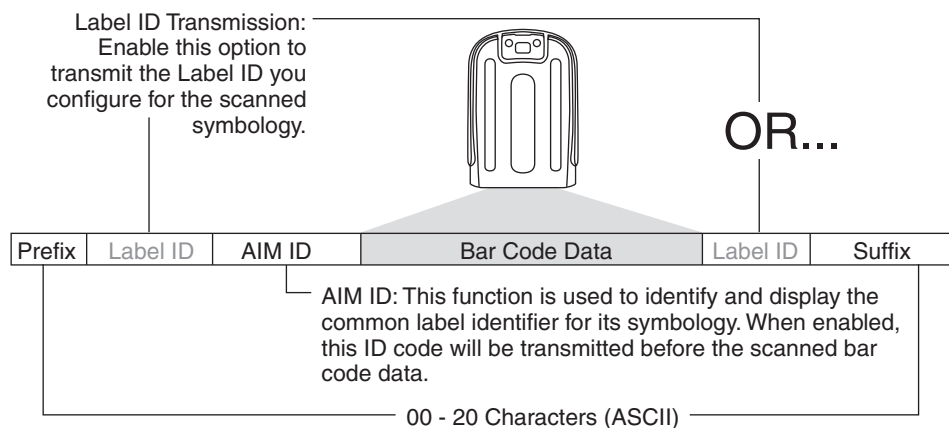 Label ID Transmission:
Enable this option to
transmit the Label ID you
configure for the scanned
symbology.
OR...
Prefix Label ID AIM ID Bar Code Data Label ID Suffix
AIM ID: This function is used to identify and display the
common label identifier for its symbology. When enabled,
this ID code will be transmitted before the scanned bar
code data.
00 - 20 Characters (ASCII)